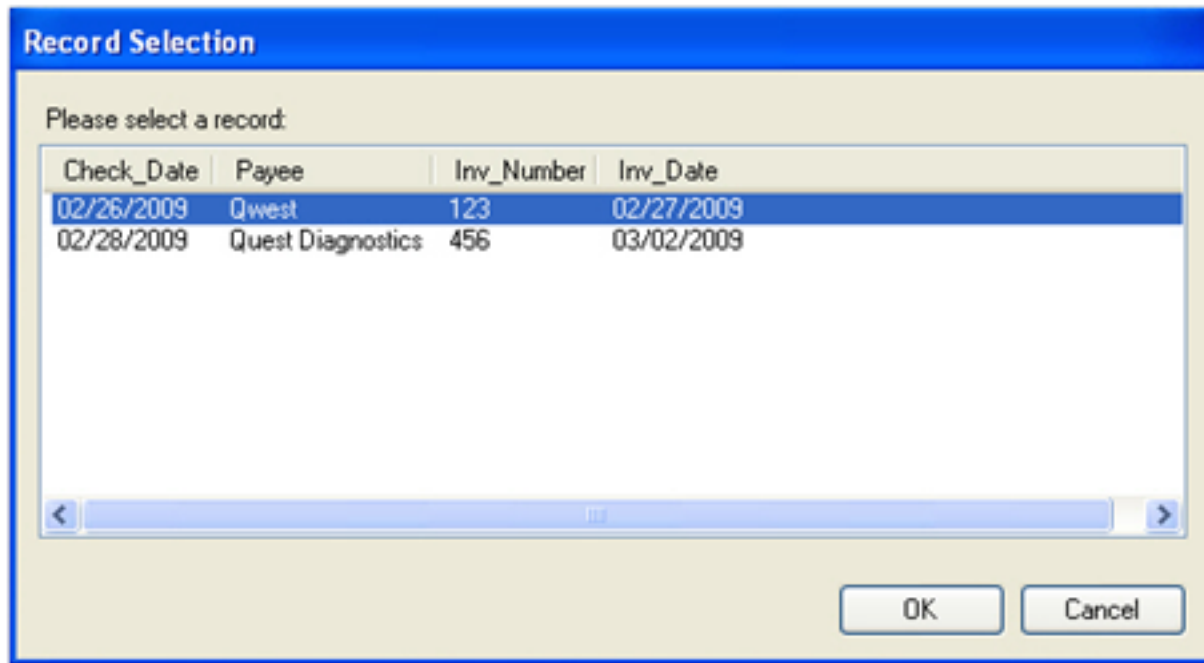 Record Selection
Please select a record:
Check_Date Payee Inv_Number Inv_Date
02/26/2009 Qwest 123 02/27/2009
02/28/2009 Quest Diagnostics 456 03/02/2009
OK Cancel